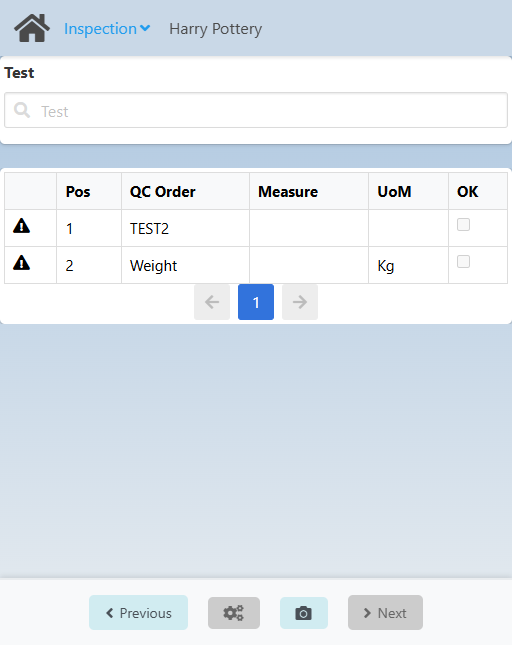 Inspection Harry Pottery
Test
Test
Pos QC Order Measure UoM OK
1 TEST2
2 Weight Kg
1
Previous Next